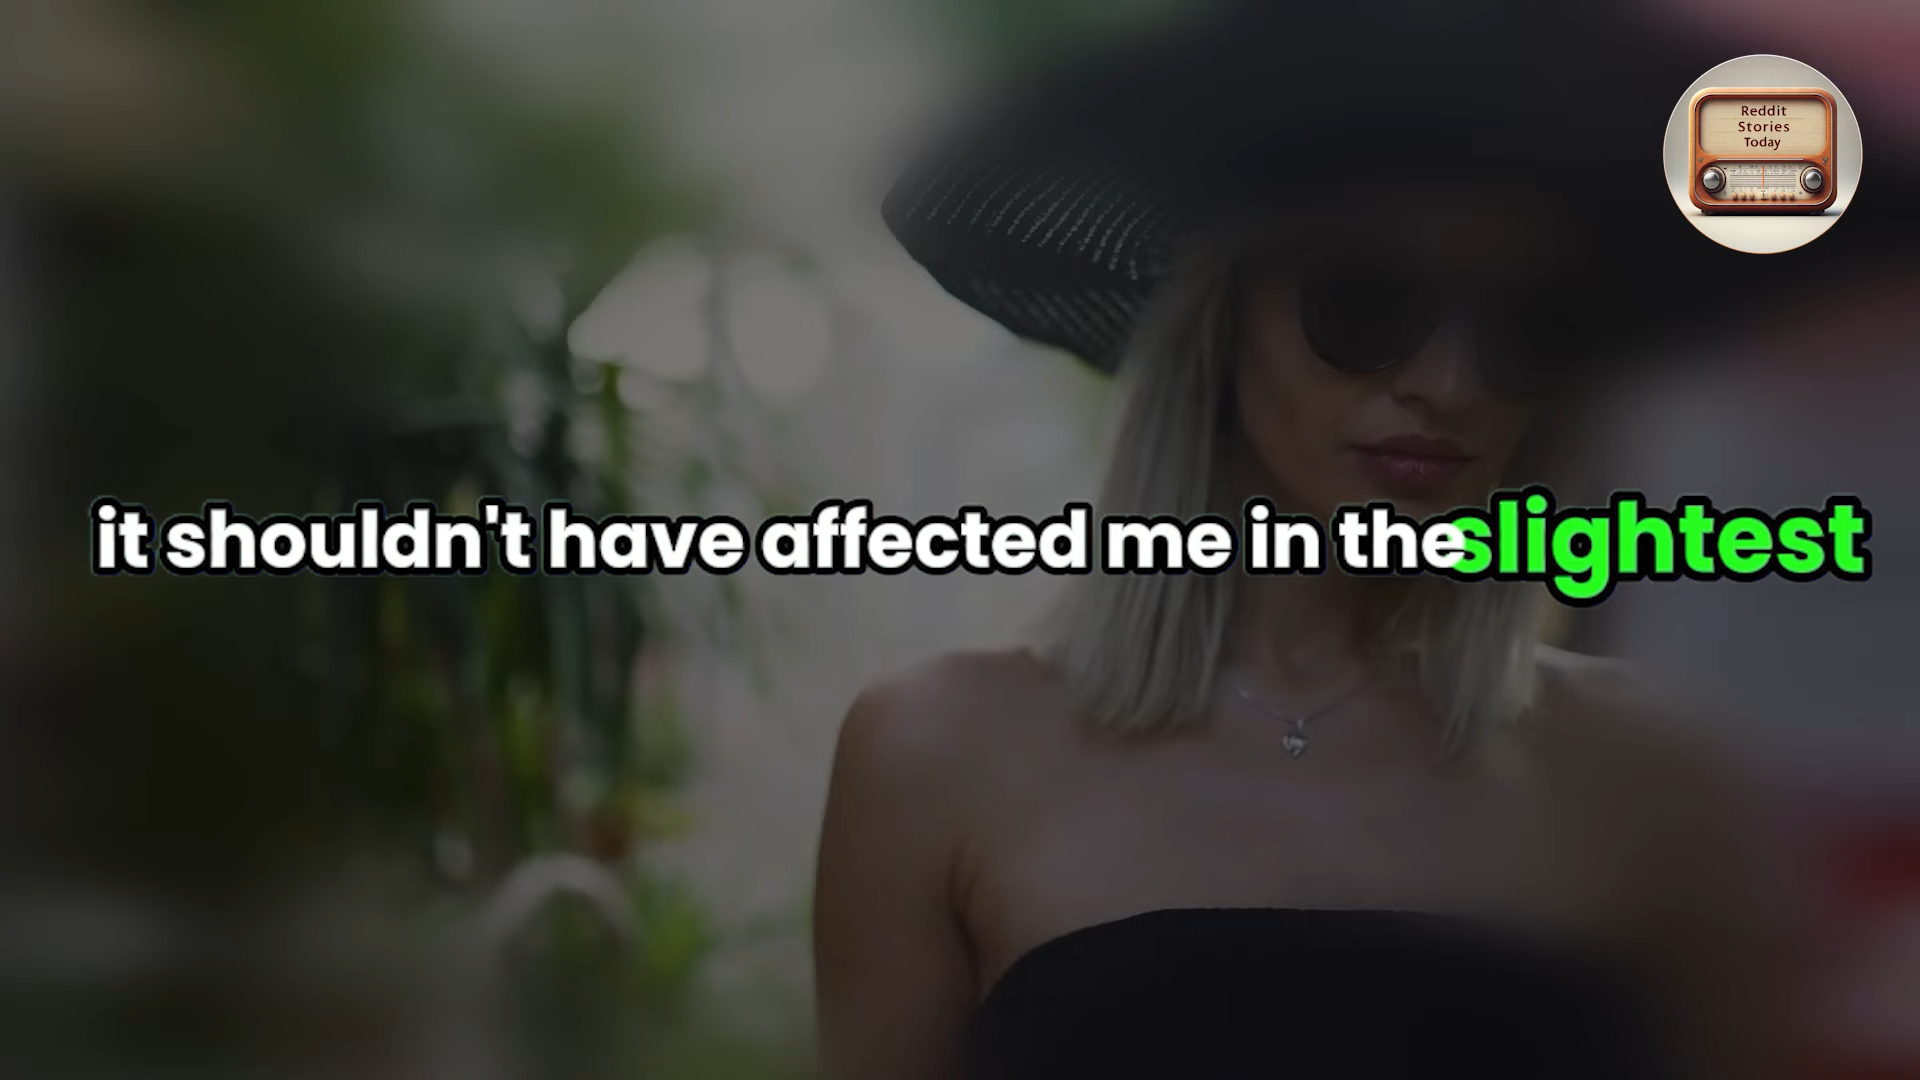 Reddit
Stories
Today
it shouldn't have affected me in the slightest